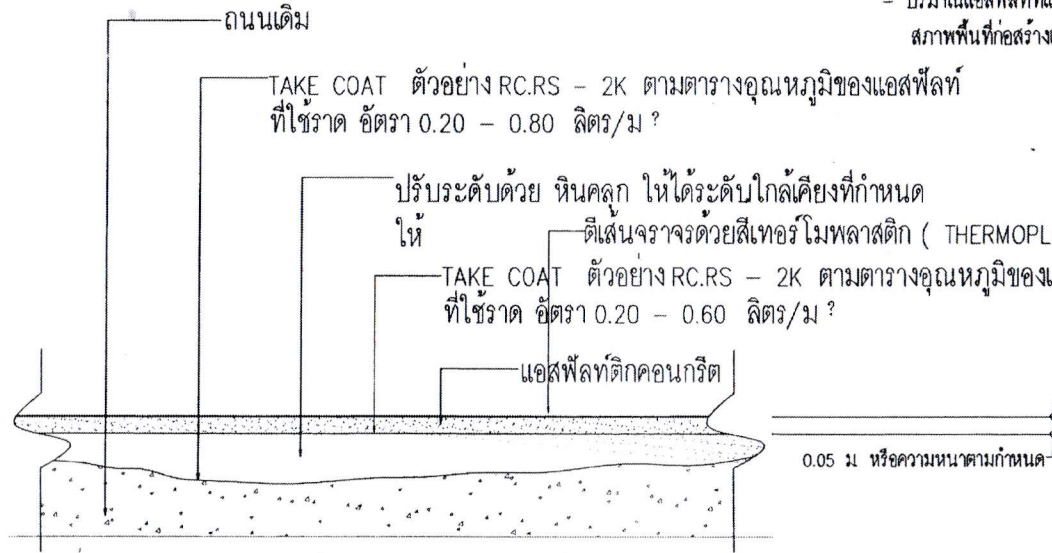 ถนนเดิม
สภาพพื้นที่ก่อสร้าง
TAKE COAT ตัวอย่าง RC.RS - 2K ตามตารางอุณหภูมิของแอสฟัลท์
ที่ใช้ราด อัตรา 0.20 - 0.80 ลิตร/ม ?
ปรับระดับด้วย หินคลุก ให้ได้ระดับใกล้เคียงที่กำหนด
ให้
ตีเส้นจราจรด้วยสีเทอร์โมพลาสติก ( THERMOPL
TAKE COAT ตัวอย่าง RC.RS - 2K ตามตารางอุณหภูมิของ
ที่ใช้ราด อัตรา 0.20 - 0.60 ลิตร/ม ?
แอสฟัลท์ติกคอนกรีต
0.05 ม หรือความหนาตามกำหนด